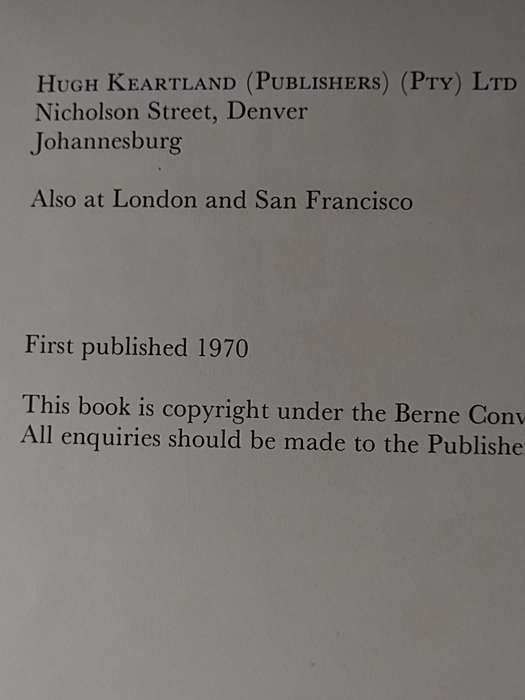 HUGH KEARTLAND (PUBLISHERS) (PTY) LTD
Nicholson Street, Denver
Johannesburg
Also at London and San Francisco
First published 1970
This book is copyright under the Berne Conv
All enquiries should be made to the Publishe